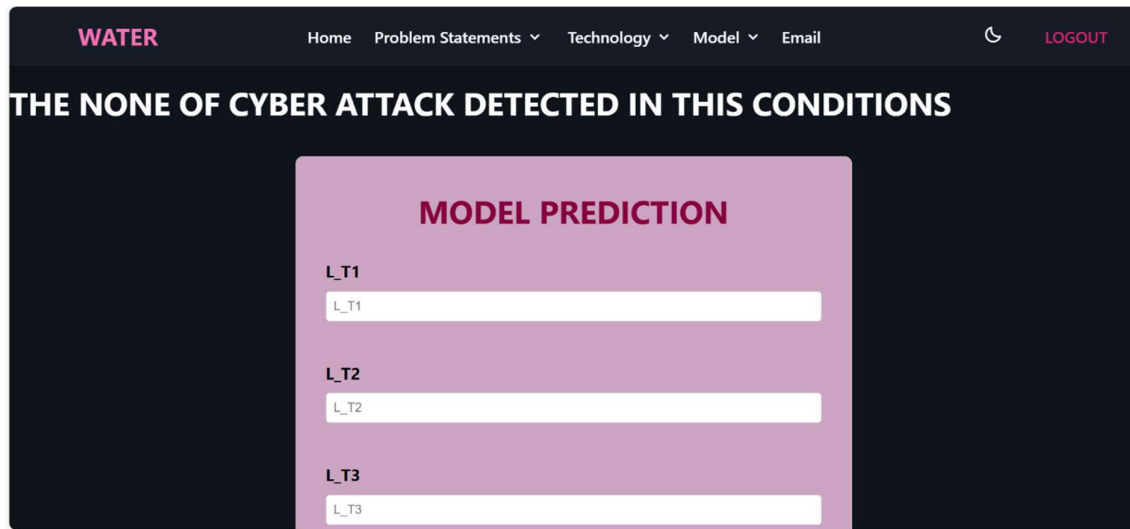 WATER Home Problem Statements Technology Model Email LOGOUT
THE NONE OF CYBER ATTACK DETECTED IN THIS CONDITIONS
MODEL PREDICTION
L_T1
L_T1
L_T2
L_T2
L_T3
L_T3